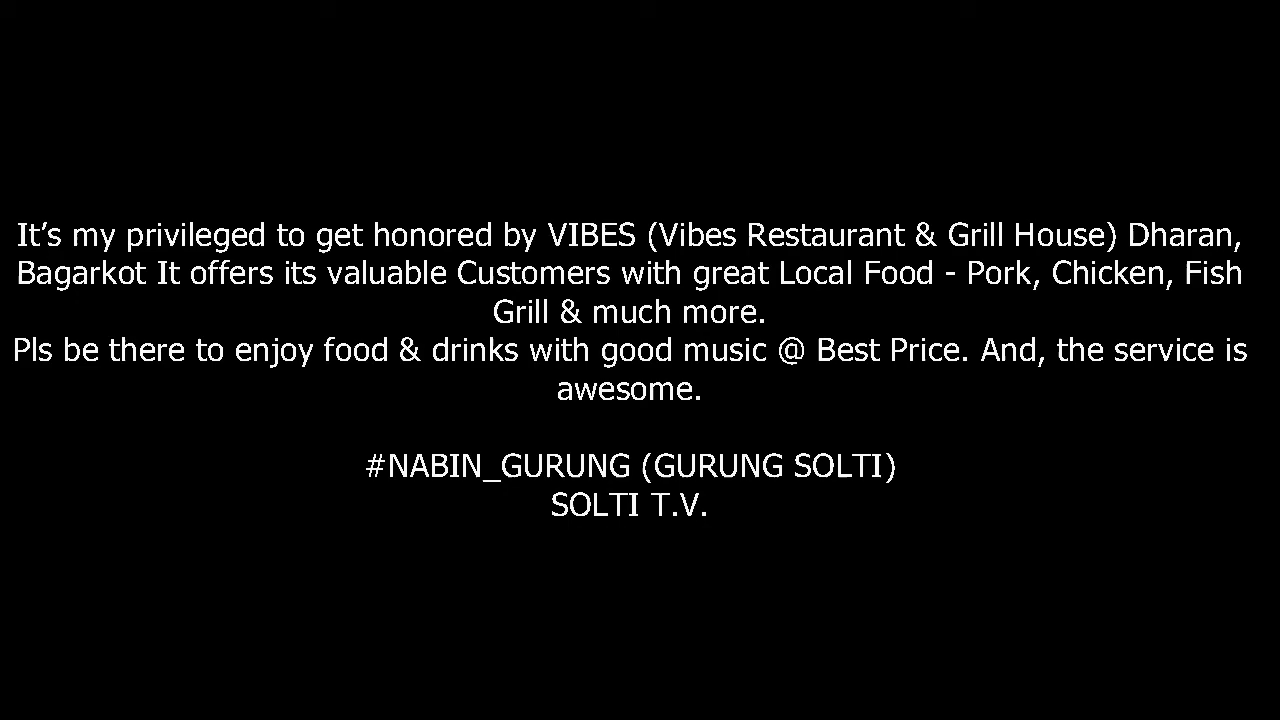 It’s my privileged to get honored by VIBES (Vibes Restaurant & Grill House) Dharan,
Bagarkot It offers its valuable Customers with great Local Food - Pork, Chicken, Fish
Grill & much more.
Pls be there to enjoy food & drinks with good music @ Best Price. And, the service is
awesome.
#NABIN_GURUNG (GURUNG SOLTI)
SOLTI T.V.